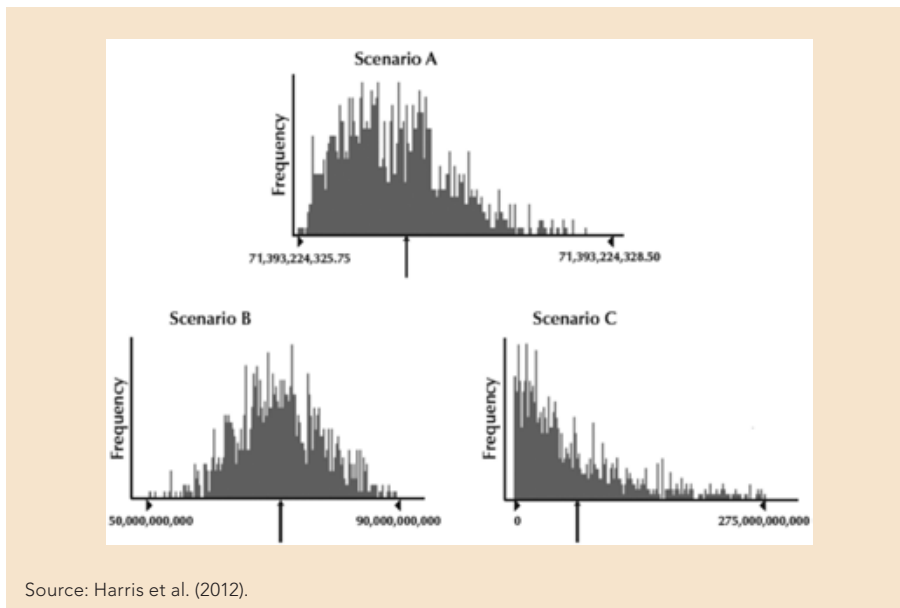 Scenario A
Frequency
71,393,224,325.75 71,393,224,328.50
Scenario B Scenario C
Frequency Frequency
50,000,000,000 90,000,000,000 0 275,000,000,000
Source: Harris et al. (2012).